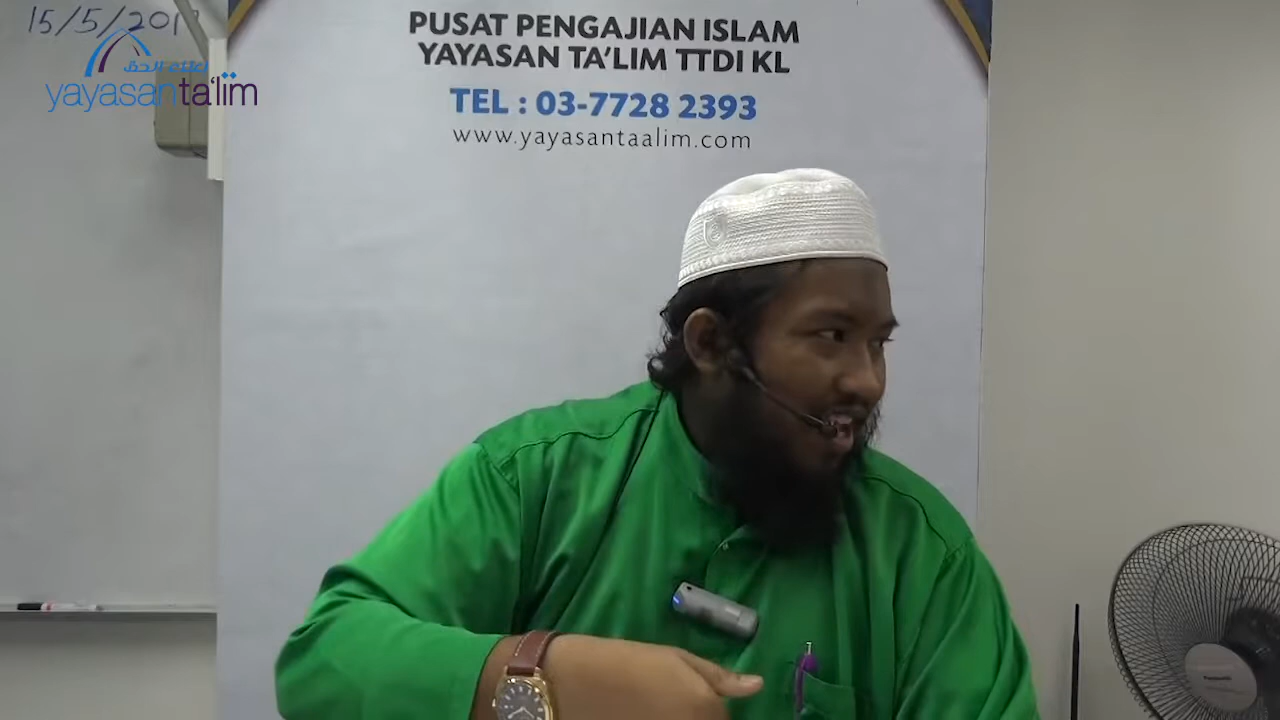 15/5/201
yayasanta'lim
PUSAT PENGAJIAN ISLAM
YAYASAN TA'LIM TTDI KL
TEL : 03-7728 2393
www.yayasantaalim.com
Panasonic